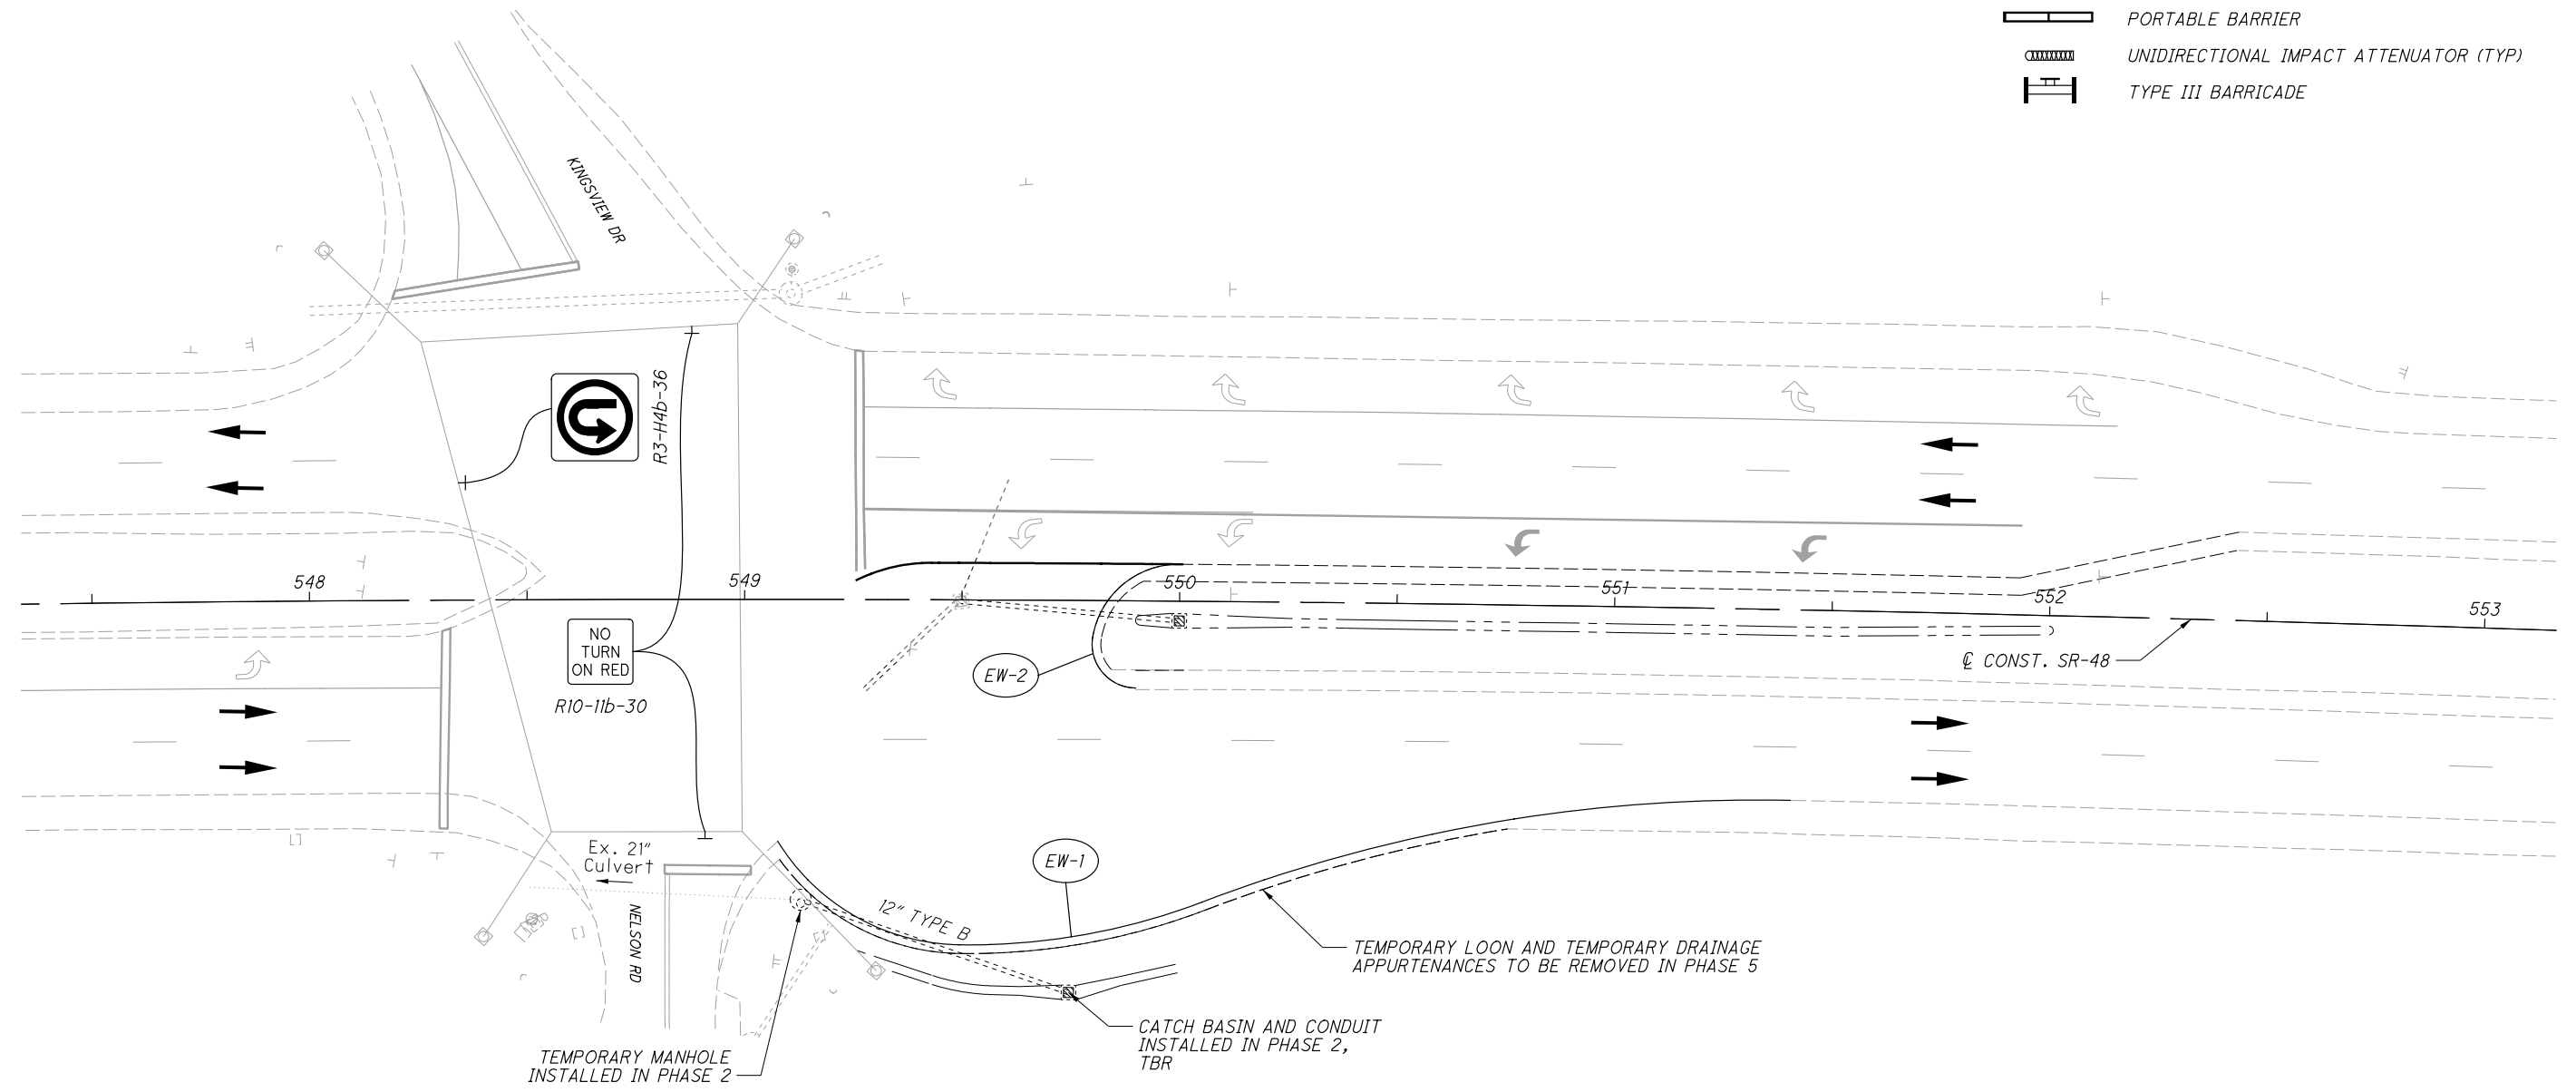 PORTABLE BARRIER
UNIDIRECTIONAL IMPACT ATTENUATOR (TYP)
TYPE III BARRICADE
KINGSVIEW DR
R3-H4b-36
548
549
550
551
552
553
NO
TURN
ON RED
R10-11b-30
EW-2
℄ CONST. SR-48
Ex. 21"
Culvert
EW-1
12" TYPE B
NELSON RD
TEMPORARY LOON AND TEMPORARY DRAINAGE
APPURTENANCES TO BE REMOVED IN PHASE 5
CATCH BASIN AND CONDUIT
INSTALLED IN PHASE 2,
TBR
TEMPORARY MANHOLE
INSTALLED IN PHASE 2